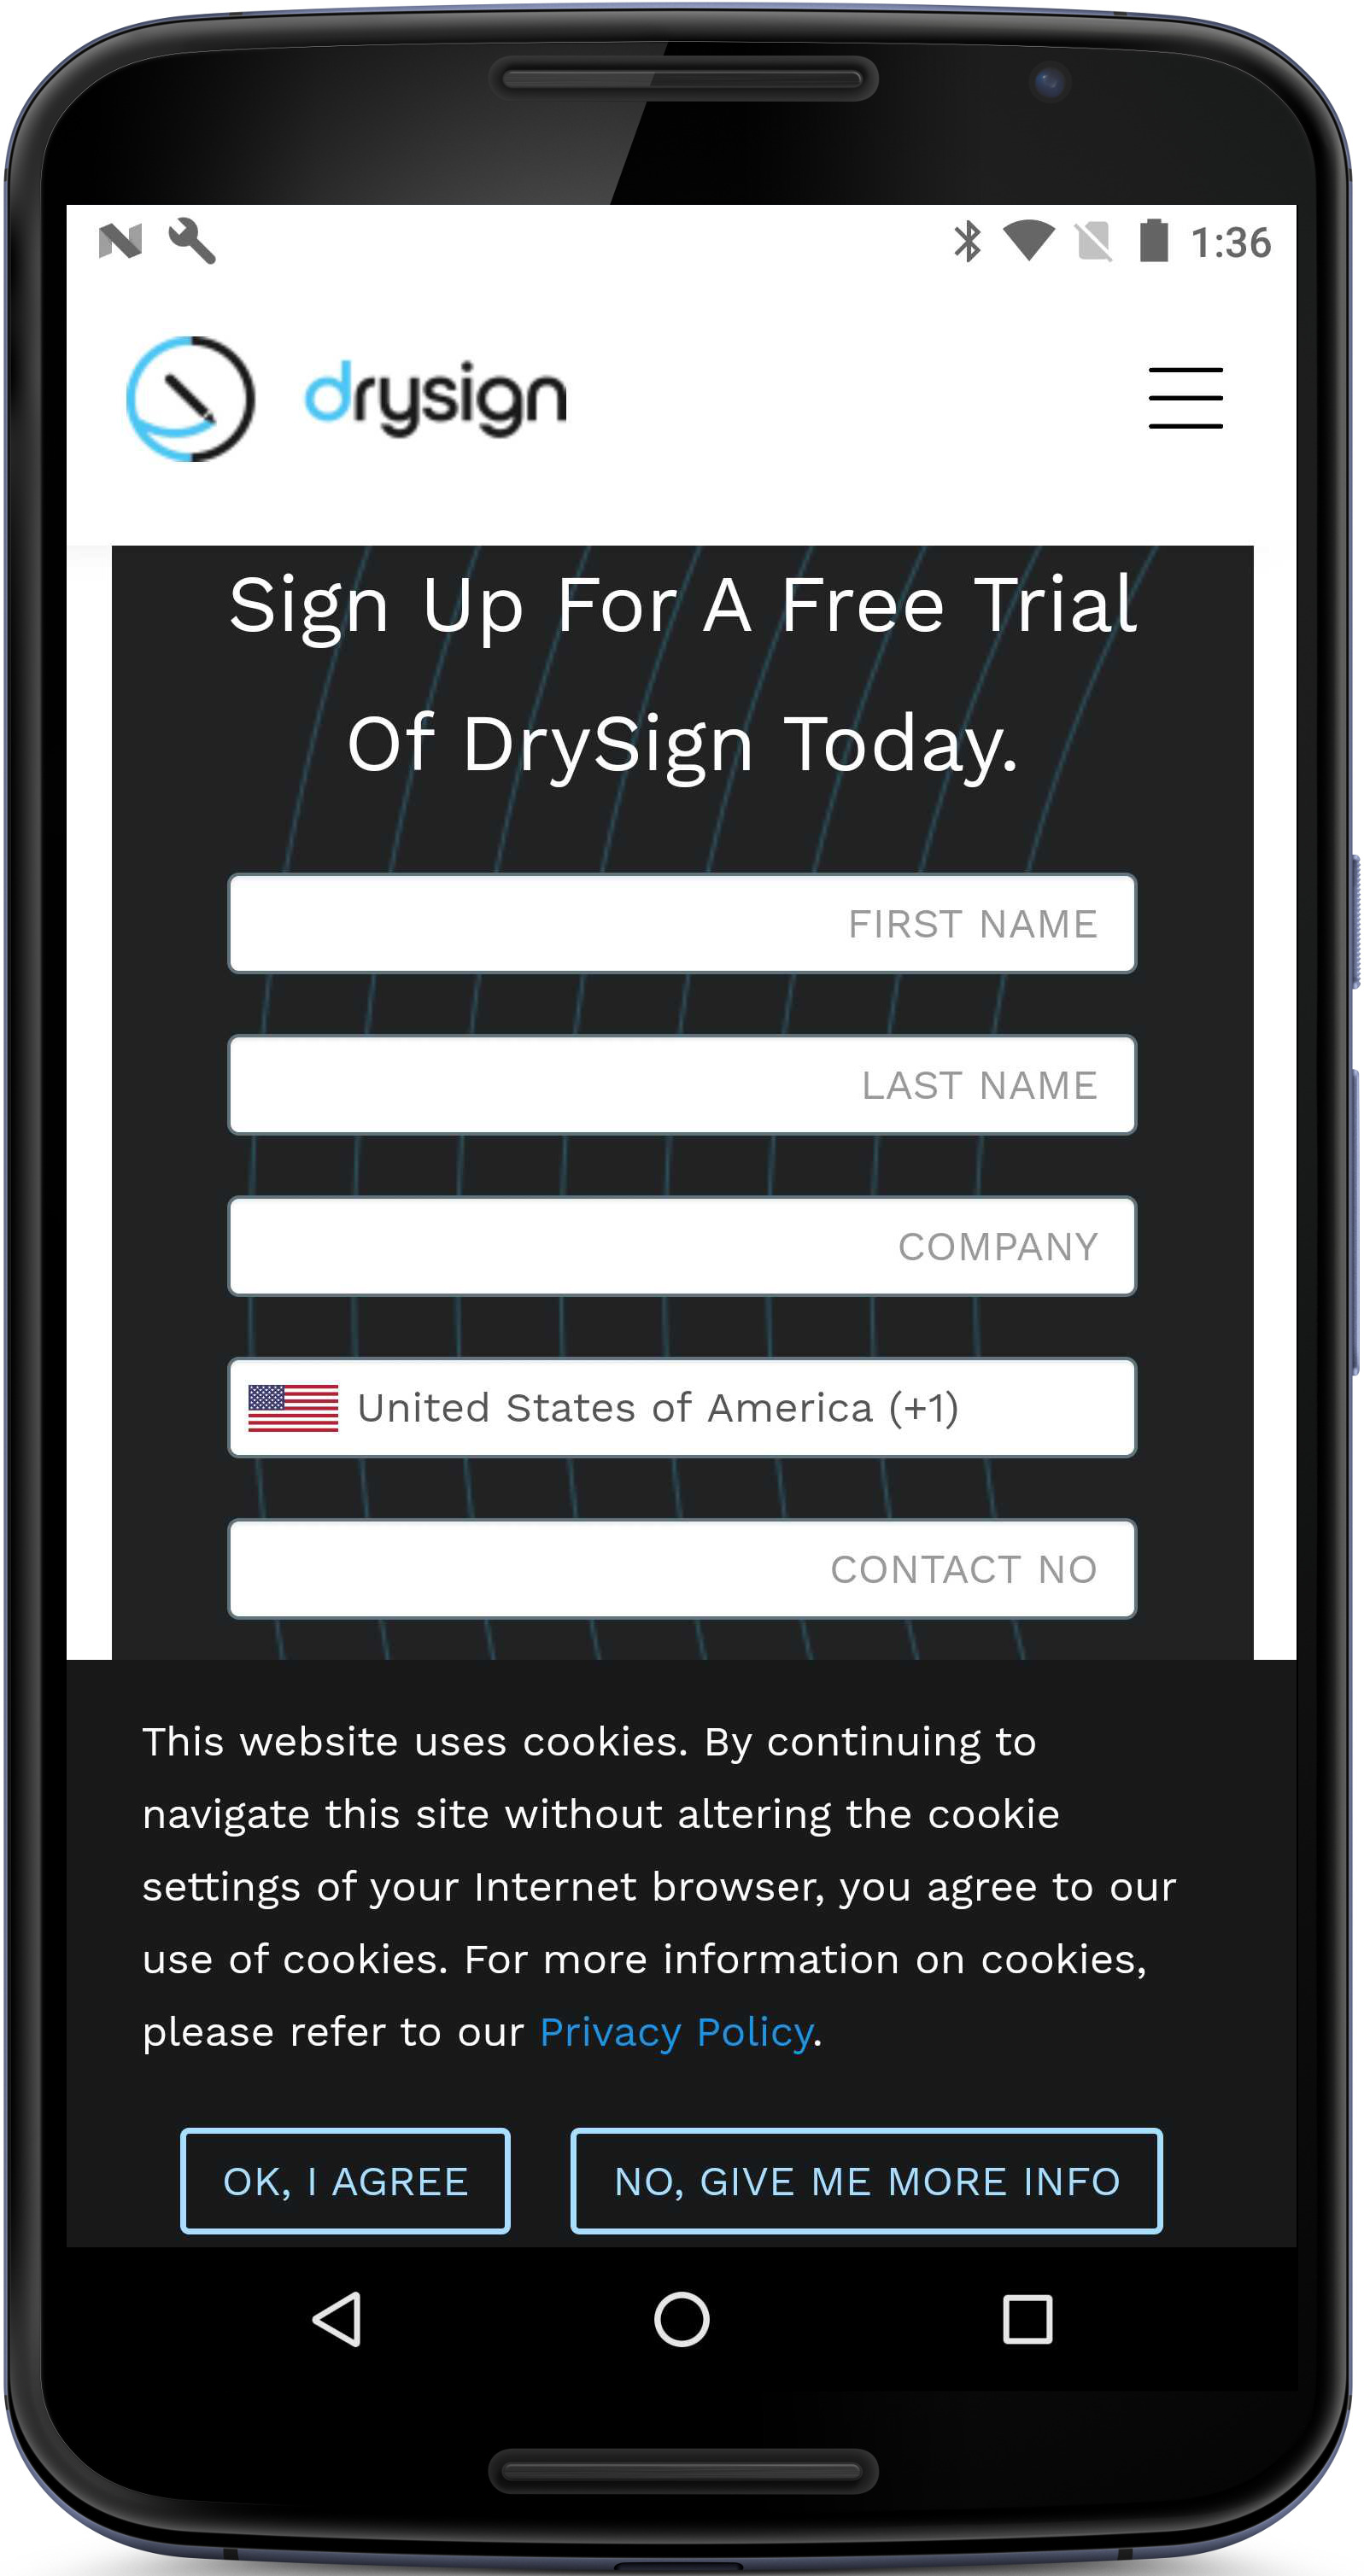 1:36
drysign
Sign Up For A Free Trial
Of DrySign Today.
FIRST NAME
LAST NAME
COMPANY
United States of America (+1)
CONTACT NO
This website uses cookies. By continuing to
navigate this site without altering the cookie
settings of your Internet browser, you agree to our
use of cookies. For more information on cookies,
please refer to our Privacy Policy.
OK, I AGREE
NO, GIVE ME MORE INFO